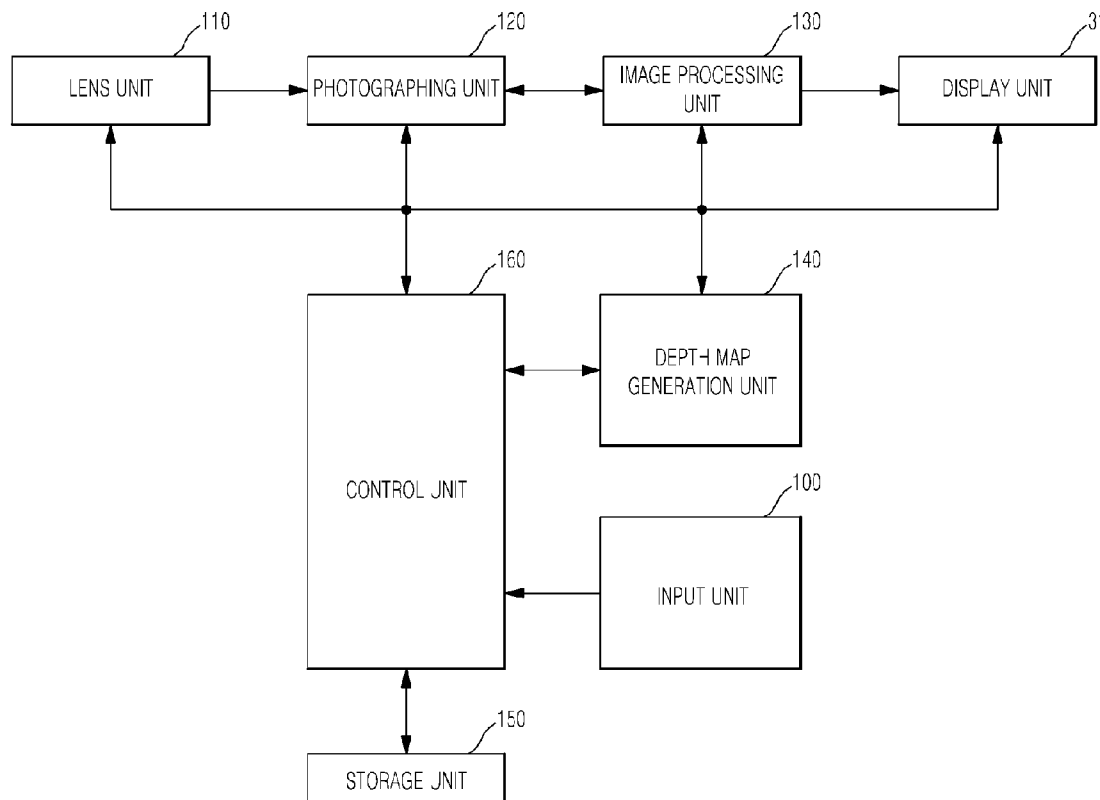 110
120
130
31
LENS UNIT
PHOTOGRAPHING UNIT
IMAGE PROCESSING
UNIT
DISPLAY UNIT
160
140
DEPTH MAP
GENERATION UNIT
CONTROL UNIT
100
INPUT UNIT
150
STORAGE UNIT